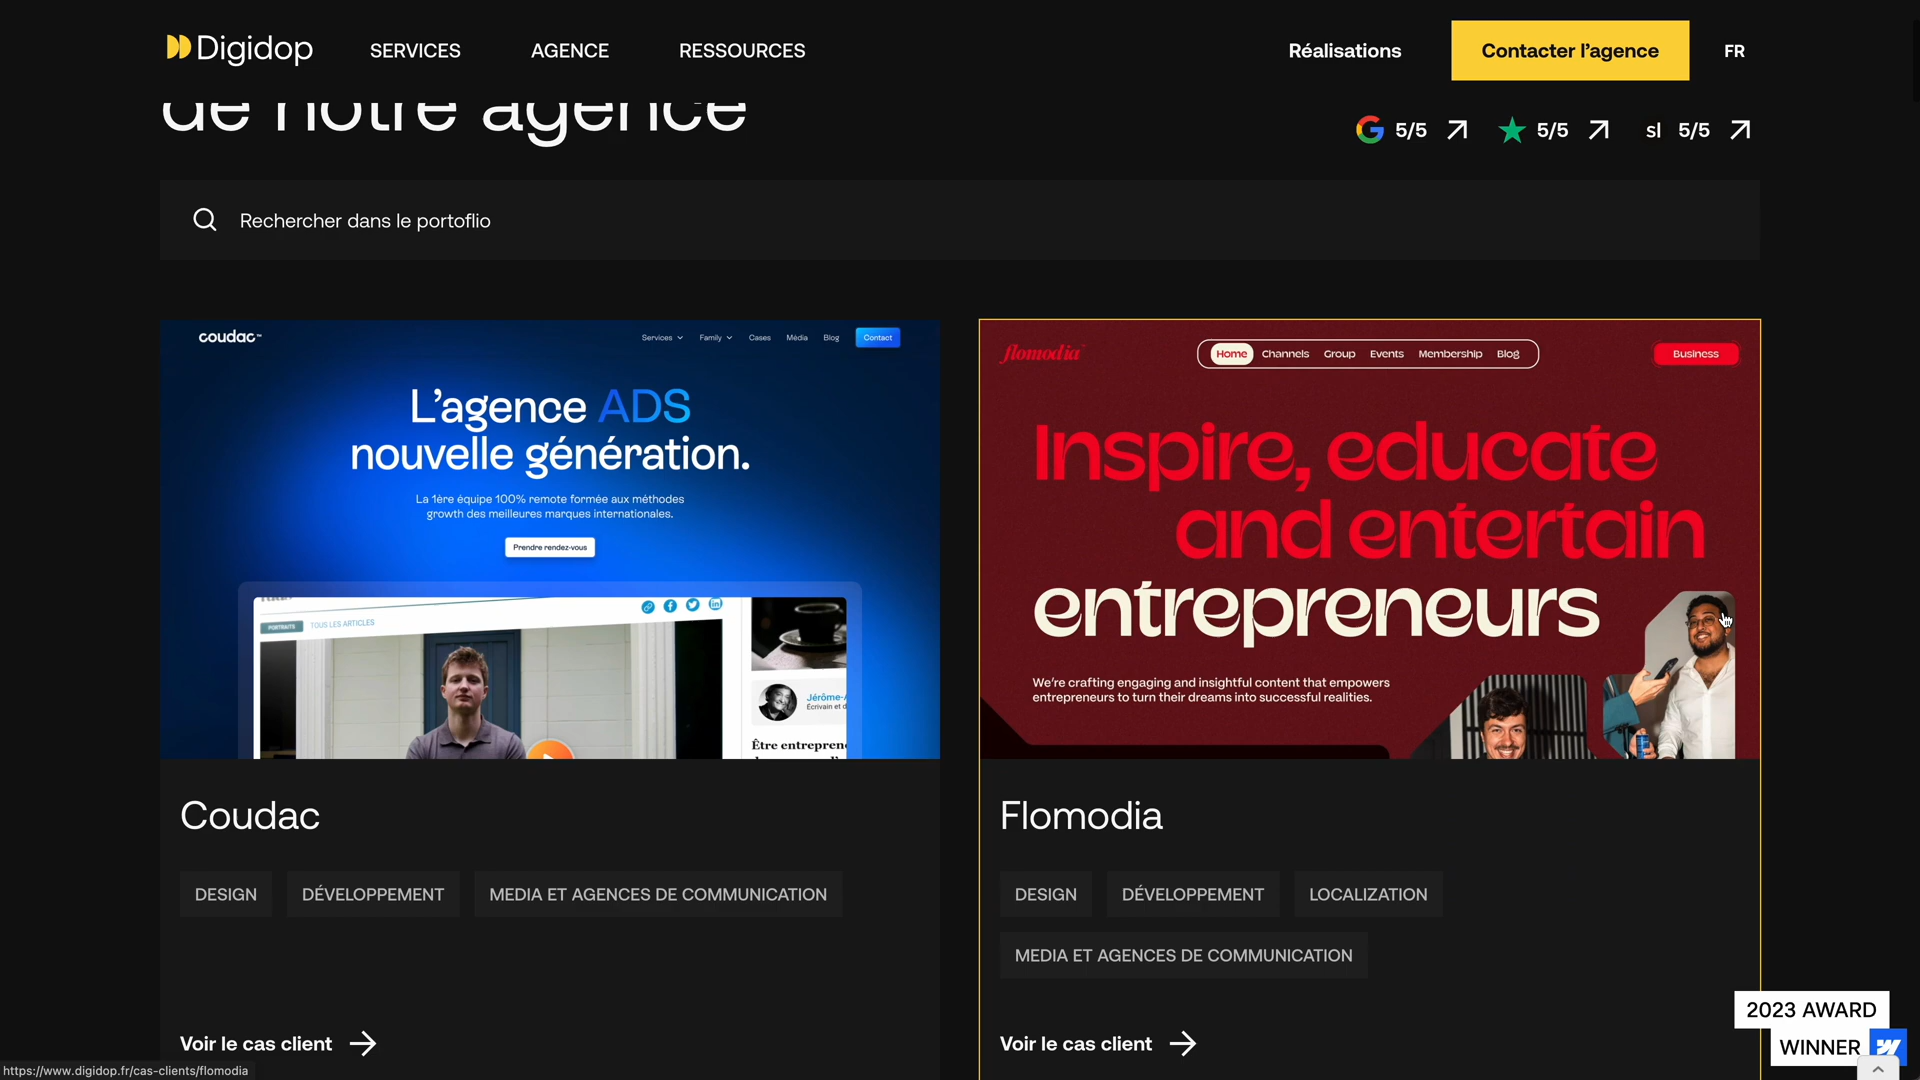 Digidop
SERVICES
AGENCE
RESSOURCES
Réalisations
Contacter l'agence
FR
de notre agence
5/5
5/5
sl 5/5
Rechercher dans le portoflio
coudac™
Services
Family
Cases
Média
Blog
Contact
L'agence ADS
nouvelle génération.
La 1ère équipe 100% remote formée aux méthodes
growth des meilleures marques internationales.
Prendre rendez-vous
PORTRAITS
TOUS LES ARTICLES
Jérôme-
Écrivain et d
Être entrepren
Coudac
DESIGN
DÉVELOPPEMENT
MEDIA ET AGENCES DE COMMUNICATION
Voir le cas client
flomodia
Home
Channels
Group
Events
Membership
Blog
Business
Inspire, educate
and entertain
entrepreneurs
We're crafting engaging and insightful content that empowers
entrepreneurs to turn their dreams into successful realities.
Flomodia
DESIGN
DÉVELOPPEMENT
LOCALIZATION
MEDIA ET AGENCES DE COMMUNICATION
Voir le cas client
2023 AWARD
WINNER
https://www.digidop.fr/cas-clients/flomodia